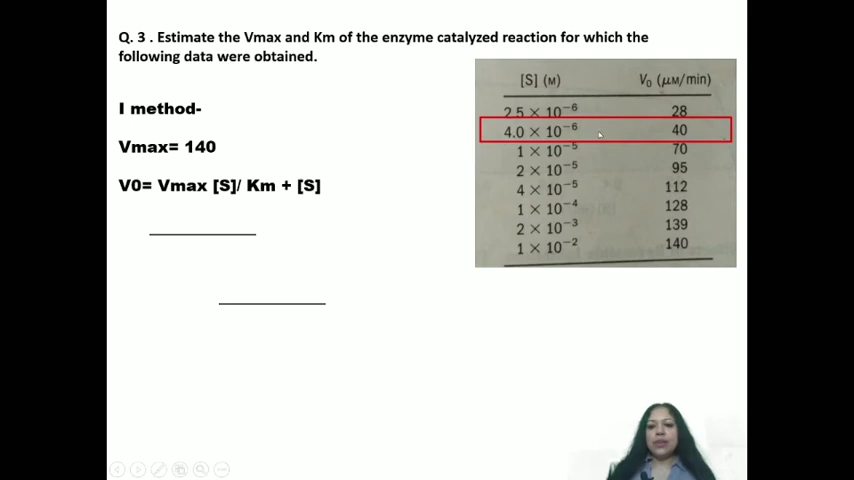 Q. 3 . Estimate the Vmax and Km of the enzyme catalyzed reaction for which the
following data were obtained.
I method-
Vmax= 140
V0= Vmax [S]/ Km + [S]
[S] (M) V₀ (μM/min)
2.5 × 10⁻⁶ 28
4.0 × 10⁻⁶ 40
1 × 10⁻⁵ 70
2 × 10⁻⁵ 95
4 × 10⁻⁵ 112
1 × 10⁻⁴ 128
2 × 10⁻³ 139
1 × 10⁻² 140